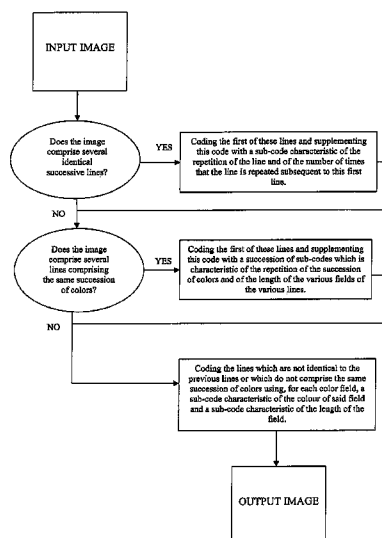 INPUT IMAGE
Does the image
comprise several
identical
successive lines?
YES
Coding the first of these lines and supplementing
this code with a sub-code characteristic of the
repetition of the line and of the number of times
that the line is repeated subsequent to this first
line.
NO
Does the image
comprise several
lines comprising
the same succession
of colors?
YES
Coding the first of these lines and supplementing
this code with a succession of sub-codes which is
characteristic of the repetition of the succession
of colors and of the length of the various fields of
the various lines.
NO
Coding the lines which are not identical to the
previous lines or which do not comprise the same
succession of colors using, for each color field, a
sub-code characteristic of the colour of said field
and a sub-code characteristic of the length of the
field.
OUTPUT IMAGE